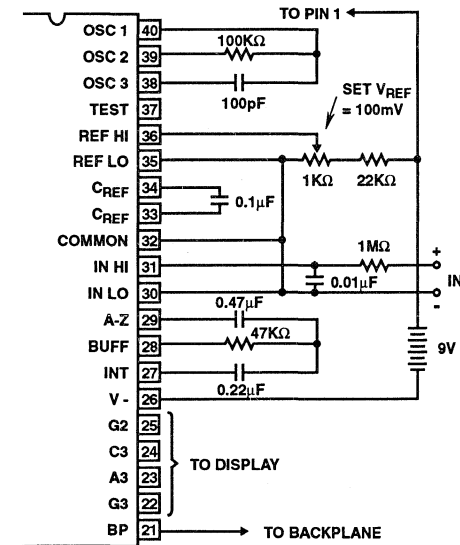 TO PIN 1
OSC 1 40
100KΩ
OSC 2 39
OSC 3 38
100pF
SET VREF
= 100mV
TEST 37
REF HI 36
REF LO 35
1KΩ 22KΩ
CREF 34
0.1µF
CREF 33
COMMON 32
1MΩ
+
IN HI 31
0.01µF
IN
IN LO 30
-
0.47µF
A-Z 29
47KΩ
BUFF 28
9V
INT 27
0.22µF
V - 26
G2 25
C3 24
TO DISPLAY
A3 23
G3 22
BP 21
TO BACKPLANE